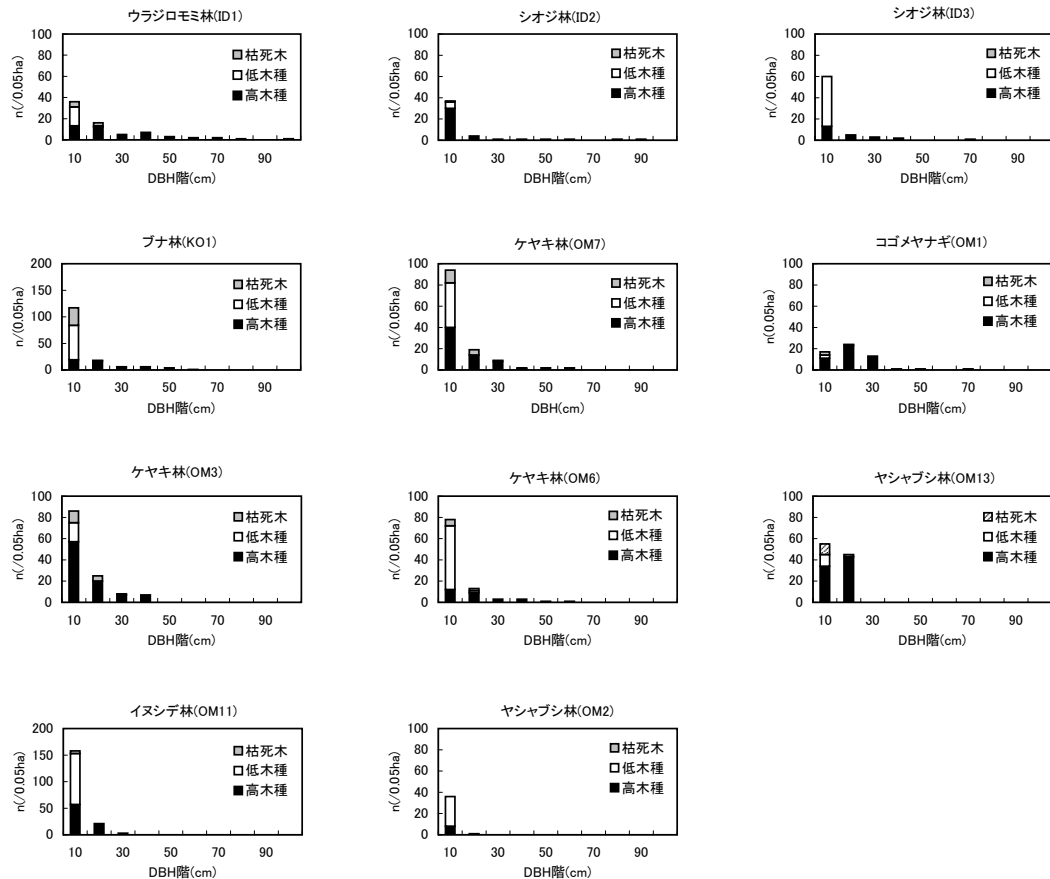 ウラジロモミ林(ID1)
n(/0.05ha)
100
80
60
40
20
0
枯死木
低木種
高木種
10 30 50 70 90
DBH階(cm)
シオジ林(ID2)
n(/0.05ha)
100
80
60
40
20
0
枯死木
低木種
高木種
10 30 50 70 90
DBH階(cm)
シオジ林(ID3)
n(/0.05ha)
100
80
60
40
20
0
枯死木
低木種
高木種
10 30 50 70 90
DBH階(cm)
ブナ林(KO1)
n/(0.05ha)
200
150
100
50
0
枯死木
低木種
高木種
10 30 50 70 90
DBH階(cm)
ケヤキ林(OM7)
n(/0.05ha)
100
80
60
40
20
0
枯死木
低木種
高木種
10 30 50 70 90
DBH(cm)
コゴメヤナギ(OM1)
n(0.05ha)
100
80
60
40
20
0
枯死木
低木種
高木種
10 30 50 70 90
DBH階(cm)
ケヤキ林(OM3)
n(/0.05ha)
100
80
60
40
20
0
枯死木
低木種
高木種
10 30 50 70 90
DBH階(cm)
ケヤキ林(OM6)
n(/0.05ha)
100
80
60
40
20
0
枯死木
低木種
高木種
10 30 50 70 90
DBH階(cm)
ヤシャブシ林(OM13)
n(/0.05ha)
100
80
60
40
20
0
枯死木
低木種
高木種
10 30 50 70 90
DBH階(cm)
イヌシデ林(OM11)
n(/0.05ha)
200
150
100
50
0
枯死木
低木種
高木種
10 30 50 70 90
DBH階(cm)
ヤシャブシ林(OM2)
n(/0.05ha)
100
80
60
40
20
0
枯死木
低木種
高木種
10 30 50 70 90
DBH階(cm)